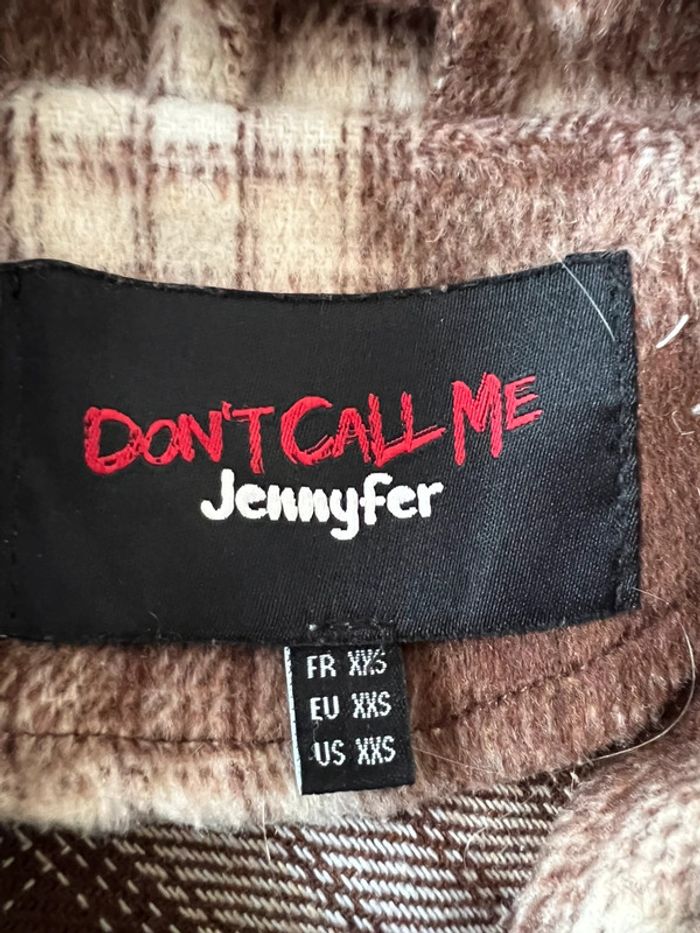 DON'T CALL ME
Jennyfer
FR XXS
EU XXS
US XXS